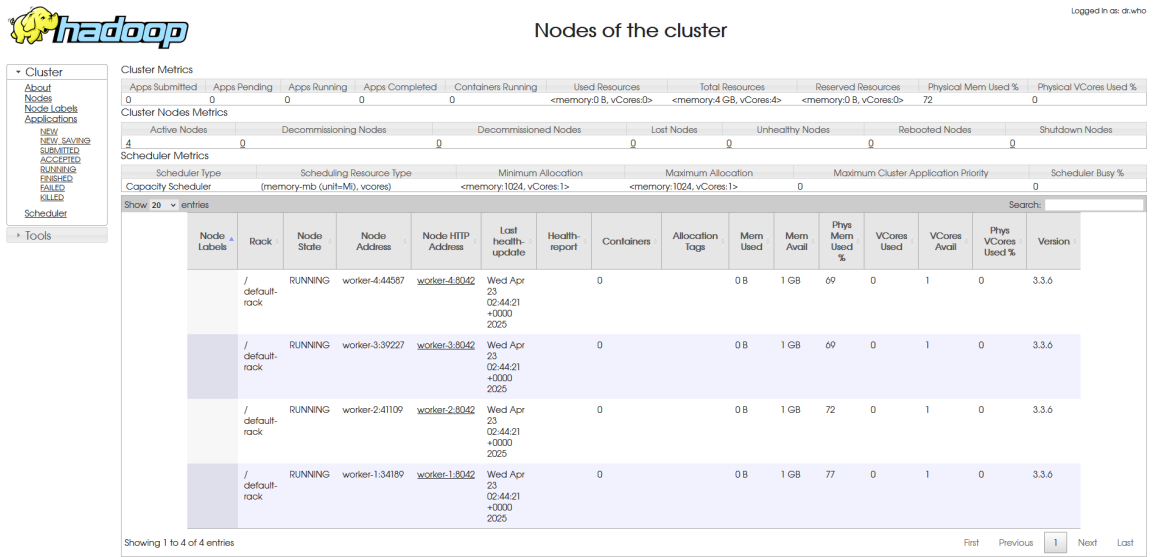 Logged in as: dr.who
hadoop
Nodes of the cluster
Cluster
About
Nodes
Node Labels
Applications
NEW
NEW_SAVING
SUBMITTED
ACCEPTED
RUNNING
FINISHED
FAILED
KILLED
Scheduler
Tools
Cluster Metrics
Apps Submitted Apps Pending Apps Running Apps Completed Containers Running Used Resources Total Resources Reserved Resources Physical Mem Used % Physical VCores Used %
0 0 0 0 0 <memory:0 B, vCores:0> <memory:4 GB, vCores:4> <memory:0 B, vCores:0> 72 0
Cluster Nodes Metrics
Active Nodes Decommissioning Nodes Decommissioned Nodes Lost Nodes Unhealthy Nodes Rebooted Nodes Shutdown Nodes
4 0 0 0 0 0 0
Scheduler Metrics
Scheduler Type Scheduling Resource Type Minimum Allocation Maximum Allocation Maximum Cluster Application Priority Scheduler Busy %
Capacity Scheduler (memory-mb (unit=Mi), vcores) <memory:1024, vCores:1> <memory:1024, vCores:1> 0 0
Show 20 entries Search:
Node Labels Rack Node State Node Address Node HTTP Address Last health-update Health-report Containers Allocation Tags Mem Used Mem Avail Phys Mem Used % VCores Used VCores Avail Phys VCores Used % Version
/ RUNNING worker-4:44587 worker-4:8042 Wed Apr 0 0 B 1 GB 69 0 1 0 3.3.6
default- 23
rack 02:44:21
+0000
2025
/ RUNNING worker-3:39227 worker-3:8042 Wed Apr 0 0 B 1 GB 69 0 1 0 3.3.6
default- 23
rack 02:44:21
+0000
2025
/ RUNNING worker-2:41109 worker-2:8042 Wed Apr 0 0 B 1 GB 72 0 1 0 3.3.6
default- 23
rack 02:44:21
+0000
2025
/ RUNNING worker-1:34189 worker-1:8042 Wed Apr 0 0 B 1 GB 77 0 1 0 3.3.6
default- 23
rack 02:44:21
+0000
2025
Showing 1 to 4 of 4 entries First Previous 1 Next Last